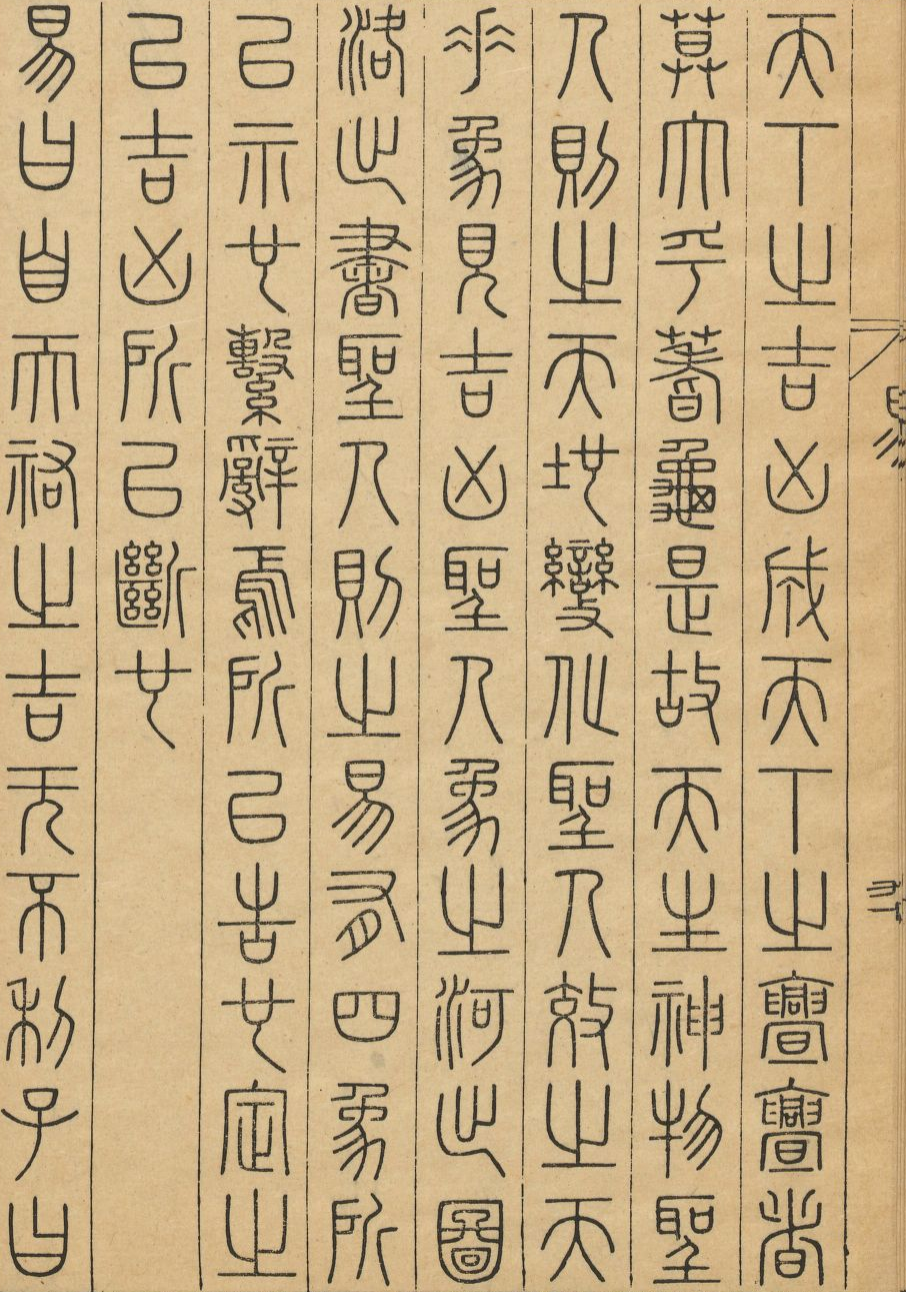 天下之吉凶成天下之亹亹者
莫大乎蓍龜是故天生神物聖
人則之天地變化聖人效之天
垂象見吉凶聖人象之河出圖
洛出書聖人則之易有四象所
以示也繫辭焉所以告也定之
以吉凶所以斷也
易曰自天祐之吉无不利子曰